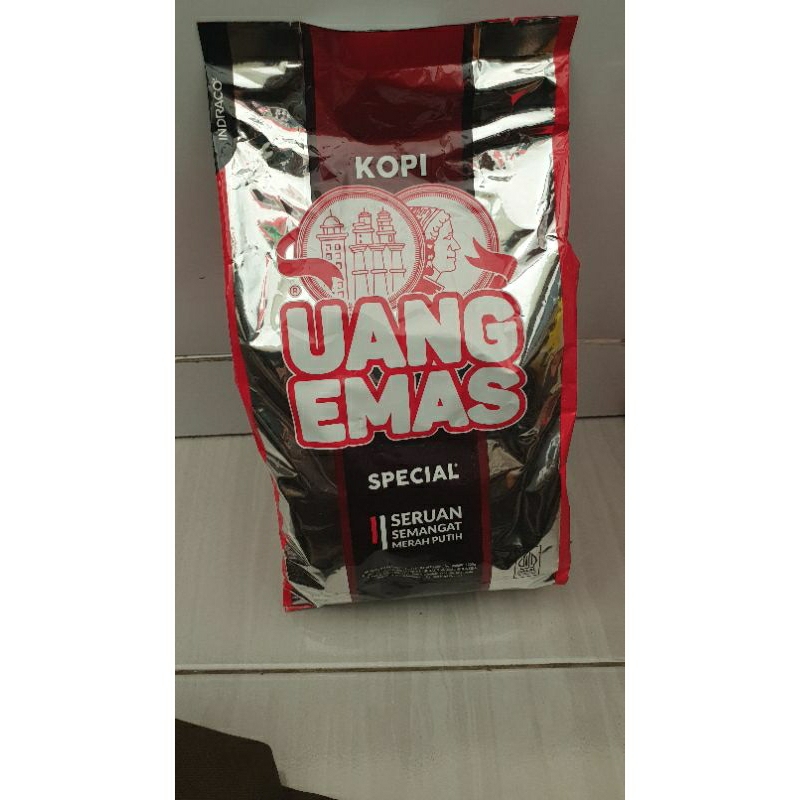 INDRACO
KOPI
®
UANG
EMAS
SPECIAL
SERUAN
SEMANGAT
MERAH PUTIH